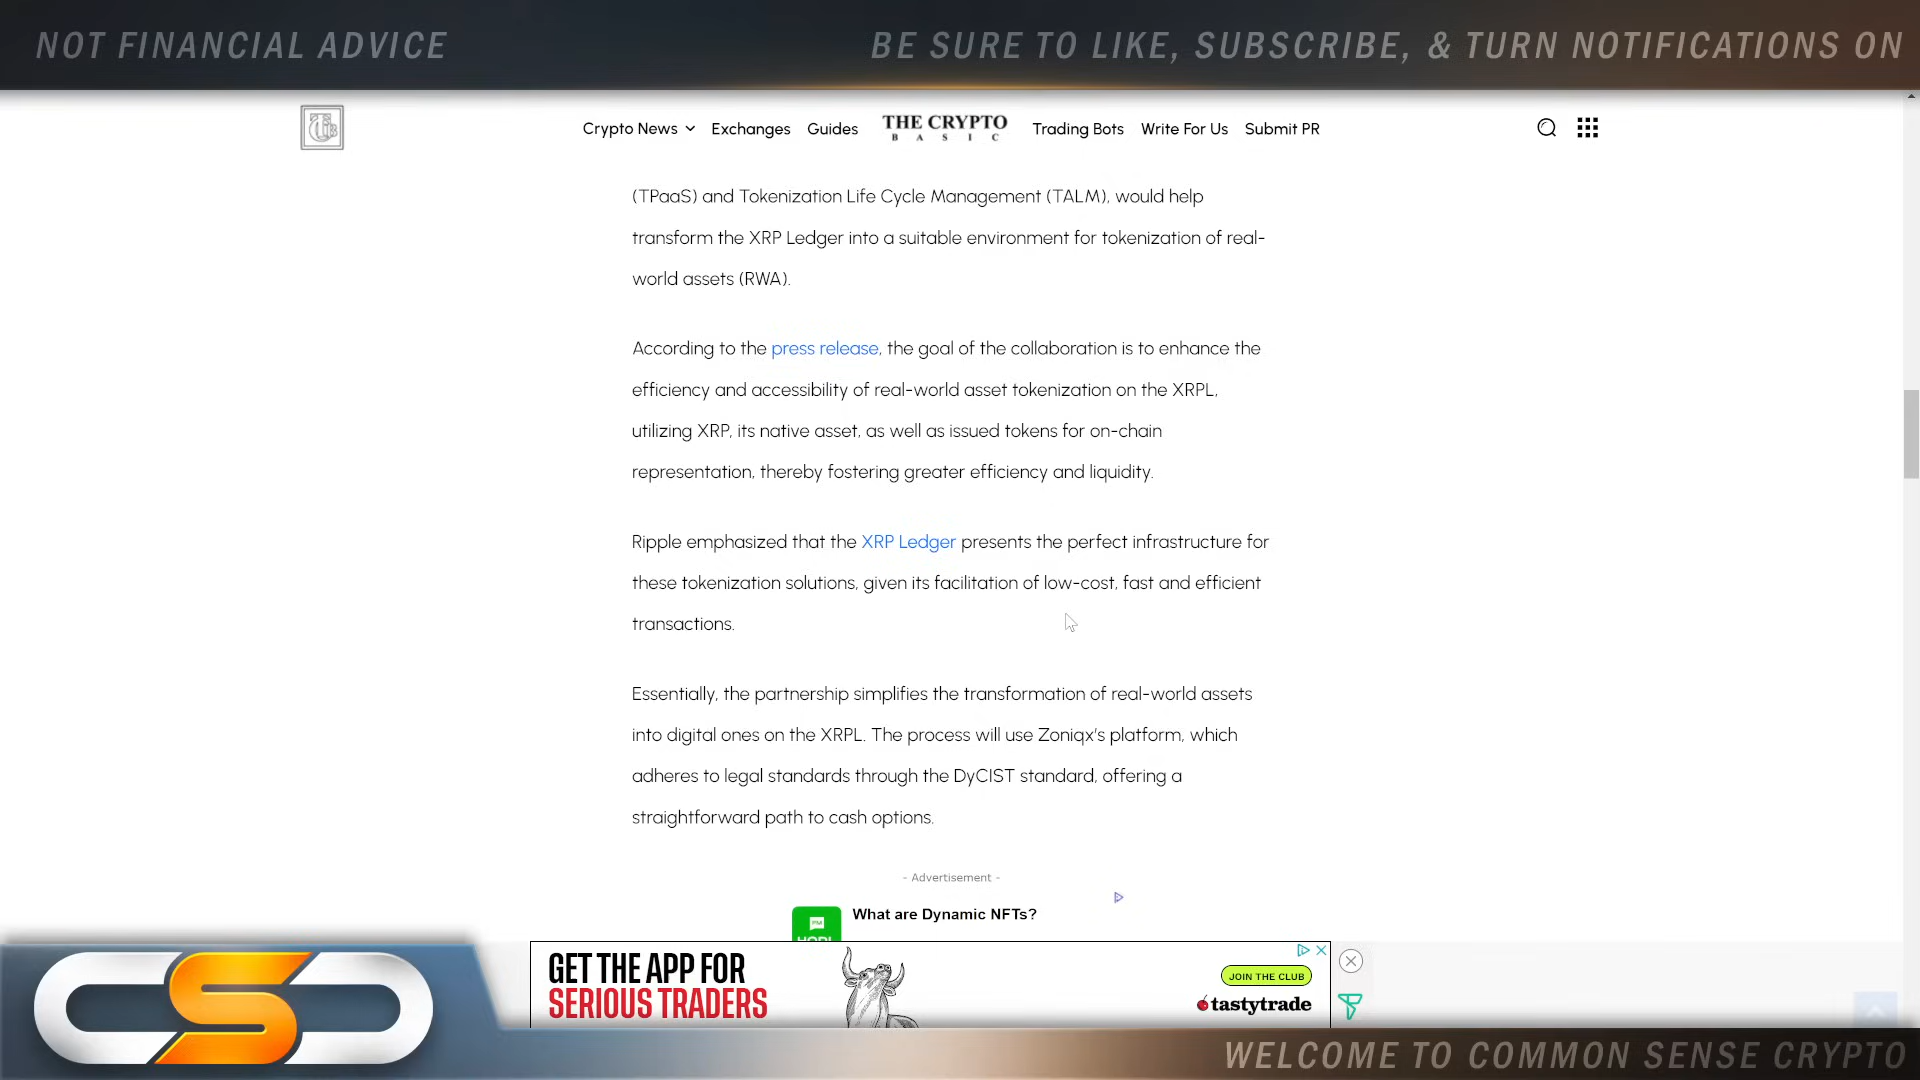 NOT FINANCIAL ADVICE
BE SURE TO LIKE, SUBSCRIBE, & TURN NOTIFICATIONS ON
Crypto News
Exchanges
Guides
THE CRYPTO
BASIC
Trading Bots
Write For Us
Submit PR
(TPaaS) and Tokenization Life Cycle Management (TALM), would help
transform the XRP Ledger into a suitable environment for tokenization of real-
world assets (RWA).
According to the press release, the goal of the collaboration is to enhance the
efficiency and accessibility of real-world asset tokenization on the XRPL,
utilizing XRP, its native asset, as well as issued tokens for on-chain
representation, thereby fostering greater efficiency and liquidity.
Ripple emphasized that the XRP Ledger presents the perfect infrastructure for
these tokenization solutions, given its facilitation of low-cost, fast and efficient
transactions.
Essentially, the partnership simplifies the transformation of real-world assets
into digital ones on the XRPL. The process will use Zoniqx's platform, which
adheres to legal standards through the DyCIST standard, offering a
straightforward path to cash options.
- Advertisement -
What are Dynamic NFTs?
GET THE APP FOR
SERIOUS TRADERS
JOIN THE CLUB
tastytrade
CSC
WELCOME TO COMMON SENSE CRYPTO